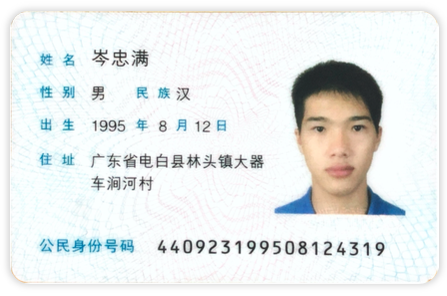 姓名 岑忠满
性别 男 民族 汉
出生 1995 年 8 月 12 日
住址 广东省电白县林头镇大器
车涧河村
公民身份号码 440923199508124319